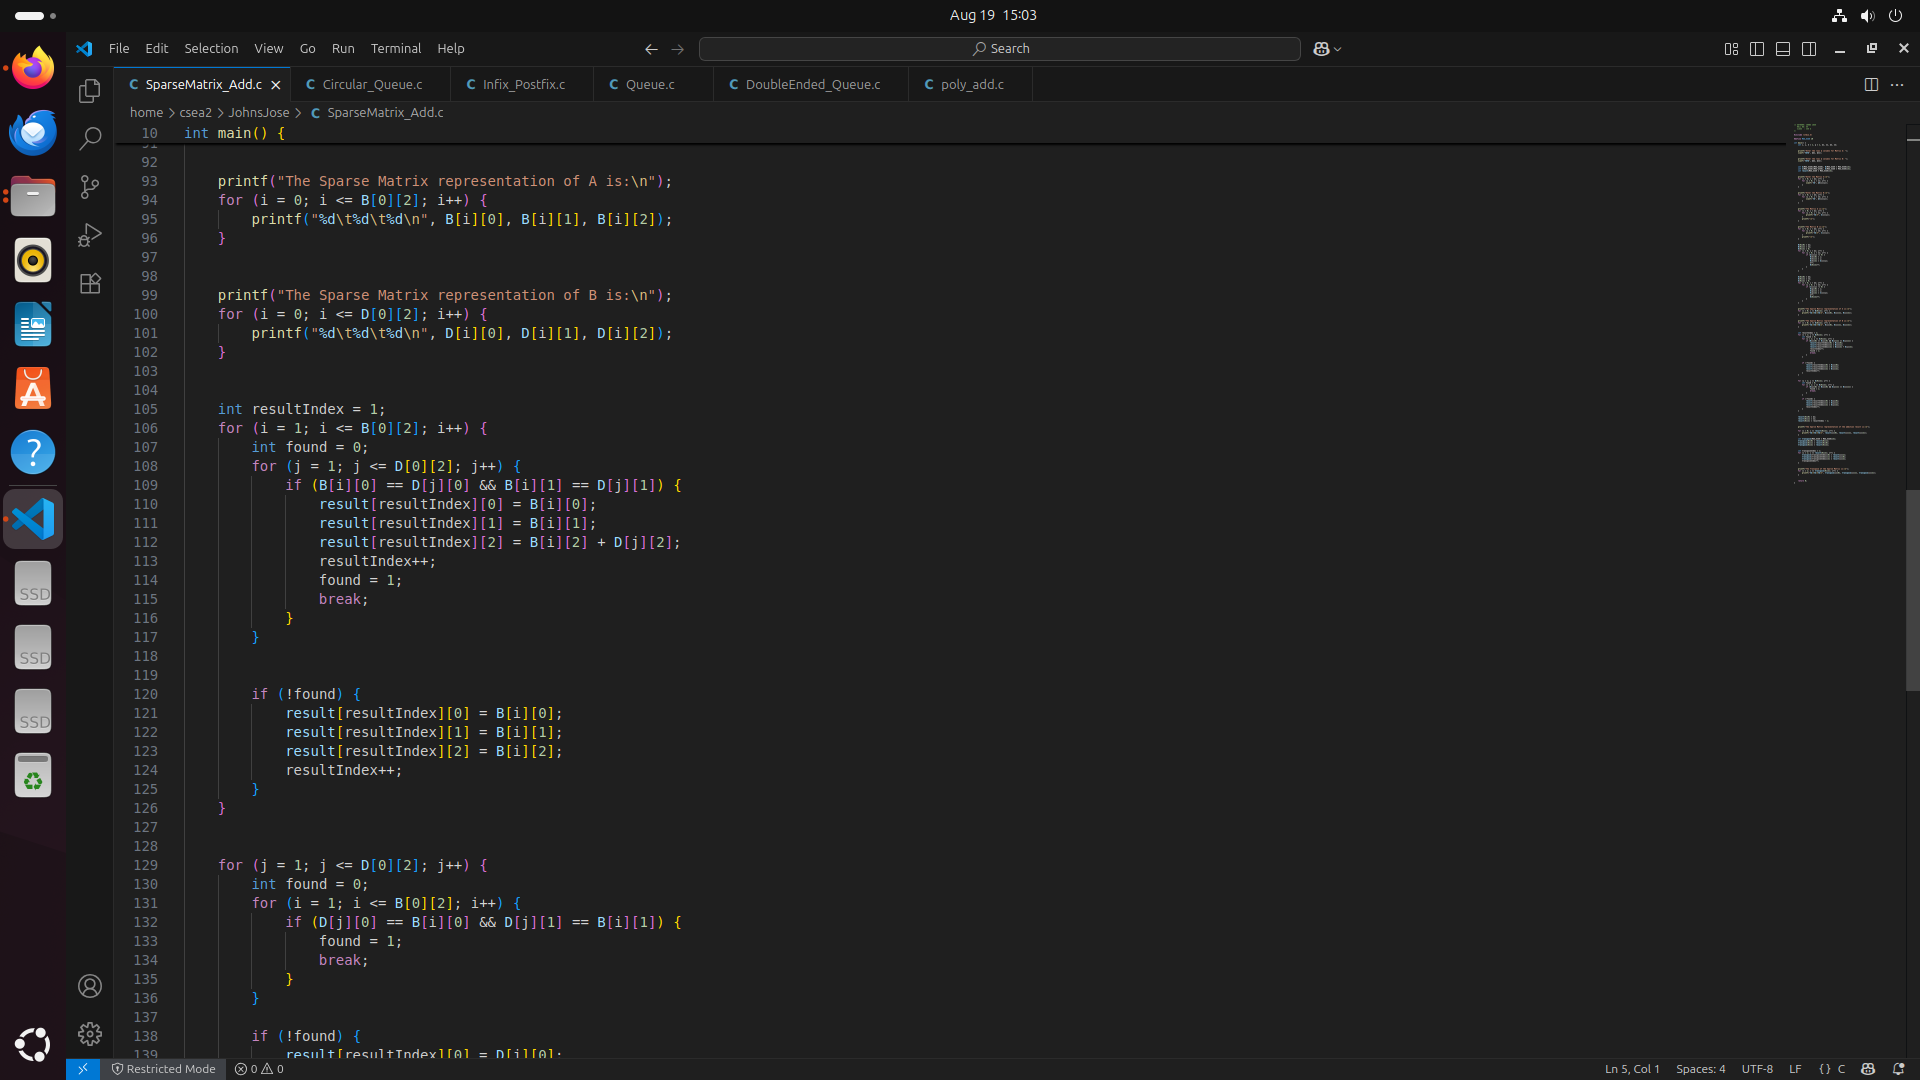 Aug 19 15:03
File Edit Selection View Go Run Terminal Help
Search
SparseMatrix_Add.c Circular_Queue.c Infix_Postfix.c Queue.c DoubleEnded_Queue.c poly_add.c
home > csea2 > JohnsJose > C SparseMatrix_Add.c
10 int main() {
91
92
93 printf("The Sparse Matrix representation of A is:\n");
94 for (i = 0; i <= B[0][2]; i++) {
95 printf("%d\t%d\t%d\n", B[i][0], B[i][1], B[i][2]);
96 }
97
98
99 printf("The Sparse Matrix representation of B is:\n");
100 for (i = 0; i <= D[0][2]; i++) {
101 printf("%d\t%d\t%d\n", D[i][0], D[i][1], D[i][2]);
102 }
103
104
105 int resultIndex = 1;
106 for (i = 1; i <= B[0][2]; i++) {
107 int found = 0;
108 for (j = 1; j <= D[0][2]; j++) {
109 if (B[i][0] == D[j][0] && B[i][1] == D[j][1]) {
110 result[resultIndex][0] = B[i][0];
111 result[resultIndex][1] = B[i][1];
112 result[resultIndex][2] = B[i][2] + D[j][2];
113 resultIndex++;
114 found = 1;
115 break;
116 }
117 }
118
119
120 if (!found) {
121 result[resultIndex][0] = B[i][0];
122 result[resultIndex][1] = B[i][1];
123 result[resultIndex][2] = B[i][2];
124 resultIndex++;
125 }
126 }
127
128
129 for (j = 1; j <= D[0][2]; j++) {
130 int found = 0;
131 for (i = 1; i <= B[0][2]; i++) {
132 if (D[j][0] == B[i][0] && D[j][1] == B[i][1]) {
133 found = 1;
134 break;
135 }
136 }
137
138 if (!found) {
139 result[resultIndex][0] = D[j][0];
SSD
SSD
SSD
Restricted Mode 0 0 Ln 5, Col 1 Spaces: 4 UTF-8 LF {} C